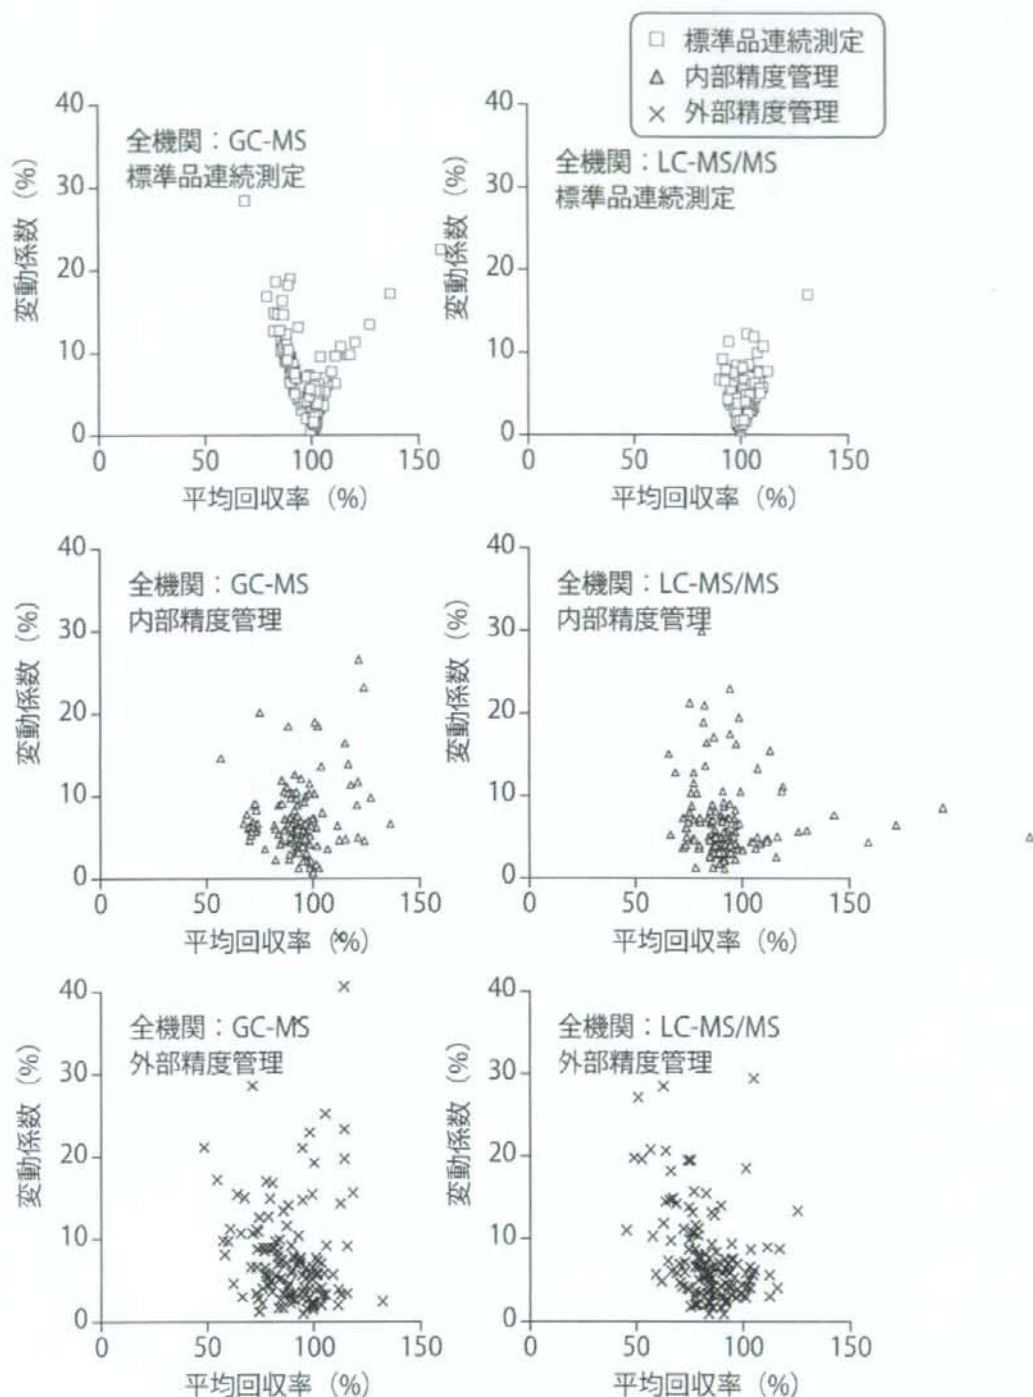 標準品連続測定
内部精度管理
外部精度管理
全機関：GC-MS
標準品連続測定
変動係数（%）
40
30
20
10
0
0 50 100 150
平均回収率（%）
全機関：LC-MS/MS
標準品連続測定
変動係数（%）
40
30
20
10
0
0 50 100 150
平均回収率（%）
全機関：GC-MS
内部精度管理
変動係数（%）
40
30
20
10
0
0 50 100 150
平均回収率（%）
全機関：LC-MS/MS
内部精度管理
変動係数（%）
40
30
20
10
0
0 50 100 150
平均回収率（%）
全機関：GC-MS
外部精度管理
変動係数（%）
40
30
20
10
0
0 50 100 150
平均回収率（%）
全機関：LC-MS/MS
外部精度管理
変動係数（%）
40
30
20
10
0
0 50 100 150
平均回収率（%）